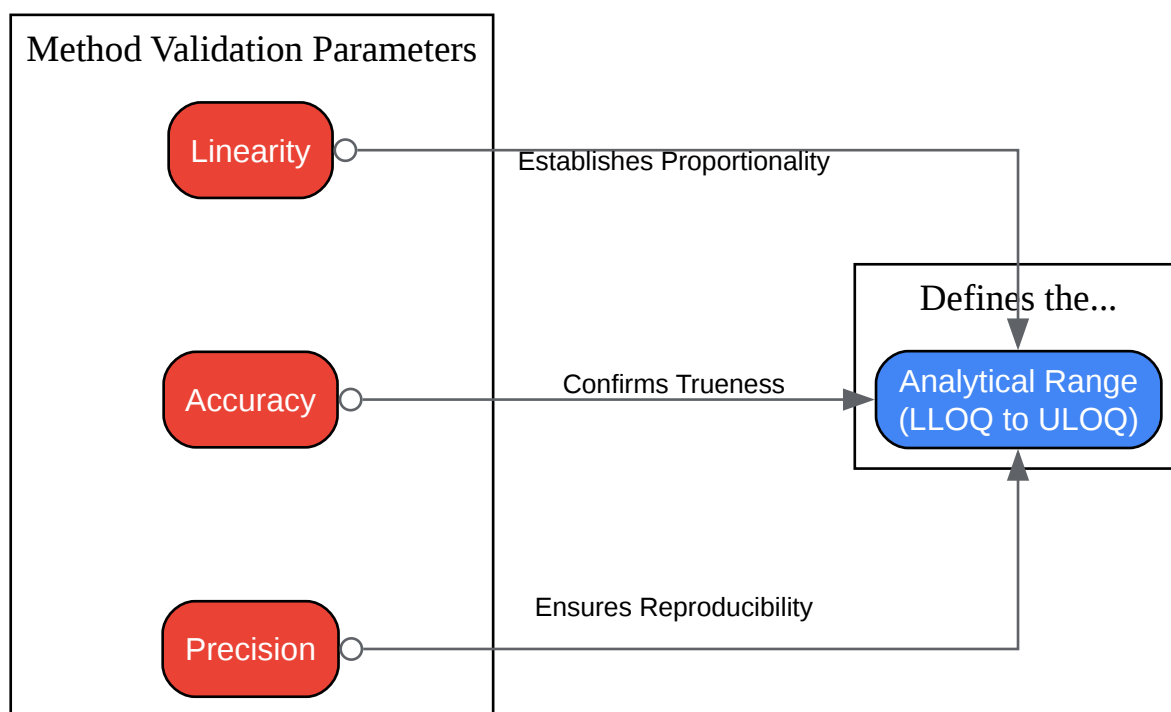 Method Validation Parameters
Linearity
Establishes Proportionality
Defines the...
Accuracy
Confirms Trueness
Analytical Range
(LLOQ to ULOQ)
Ensures Reproducibility
Precision